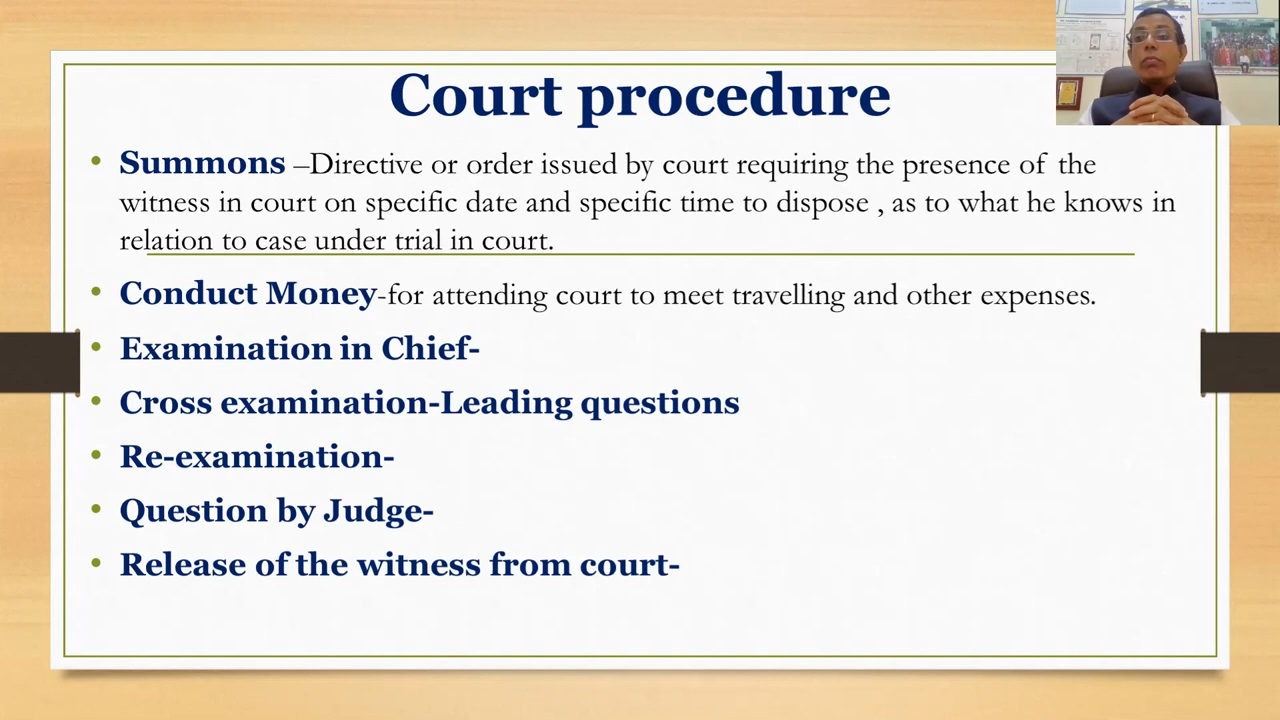 Court procedure
• Summons –Directive or order issued by court requiring the presence of the
witness in court on specific date and specific time to dispose , as to what he knows in
relation to case under trial in court.
• Conduct Money-for attending court to meet travelling and other expenses.
• Examination in Chief-
• Cross examination-Leading questions
• Re-examination-
• Question by Judge-
• Release of the witness from court-